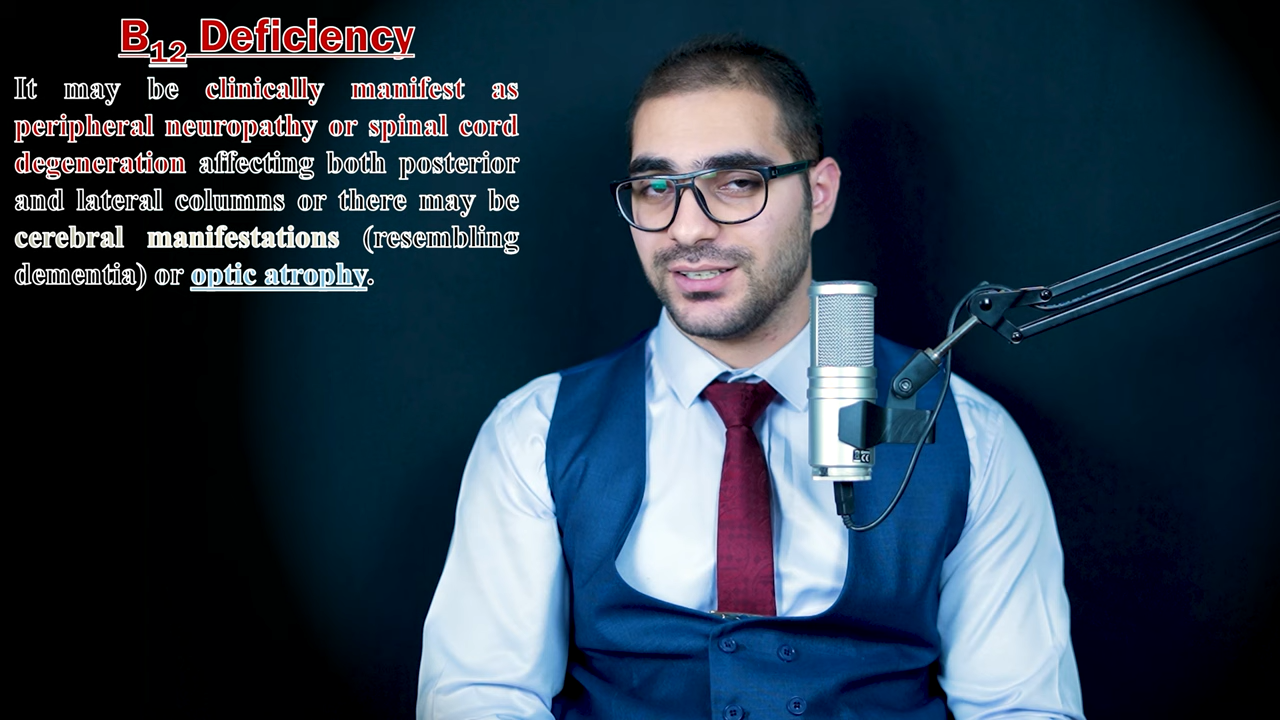 B12 Deficiency
It may be clinically manifest as
peripheral neuropathy or spinal cord
degeneration affecting both posterior
and lateral columns or there may be
cerebral manifestations (resembling
dementia) or optic atrophy.